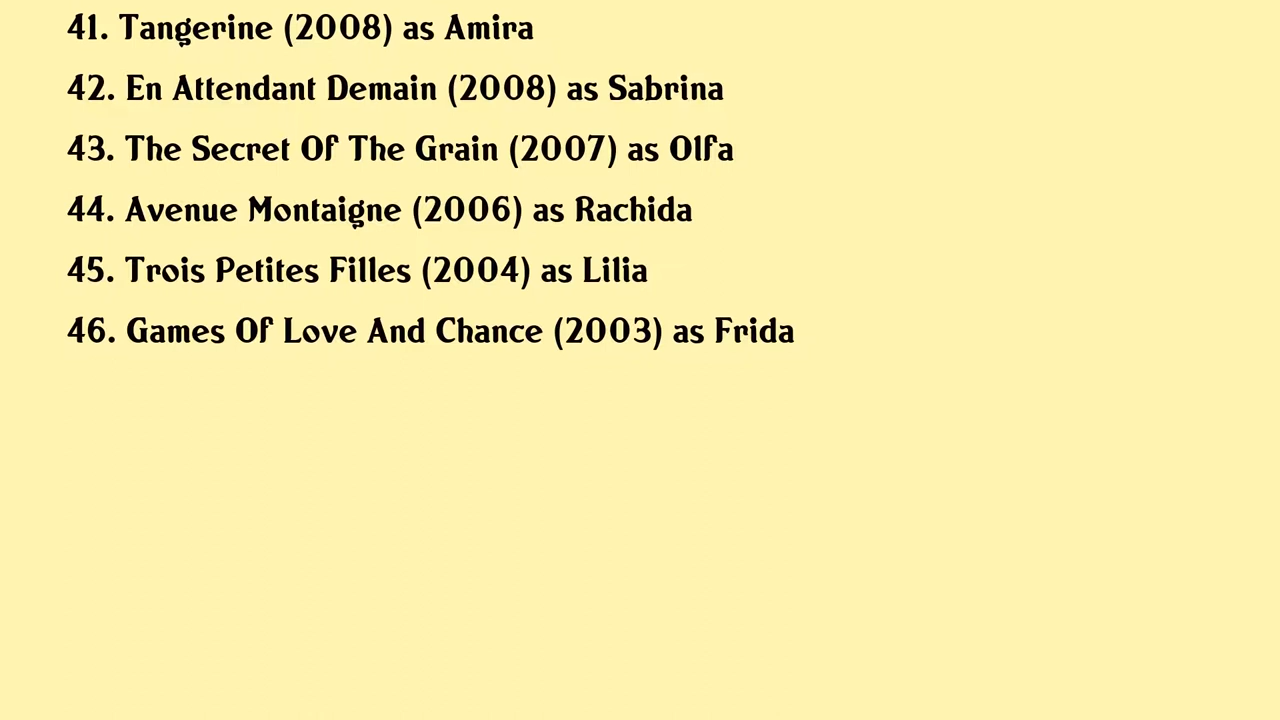 41. Tangerine (2008) as Amira
42. En Attendant Demain (2008) as Sabrina
43. The Secret Of The Grain (2007) as Olfa
44. Avenue Montaigne (2006) as Rachida
45. Trois Petites Filles (2004) as Lilia
46. Games Of Love And Chance (2003) as Frida